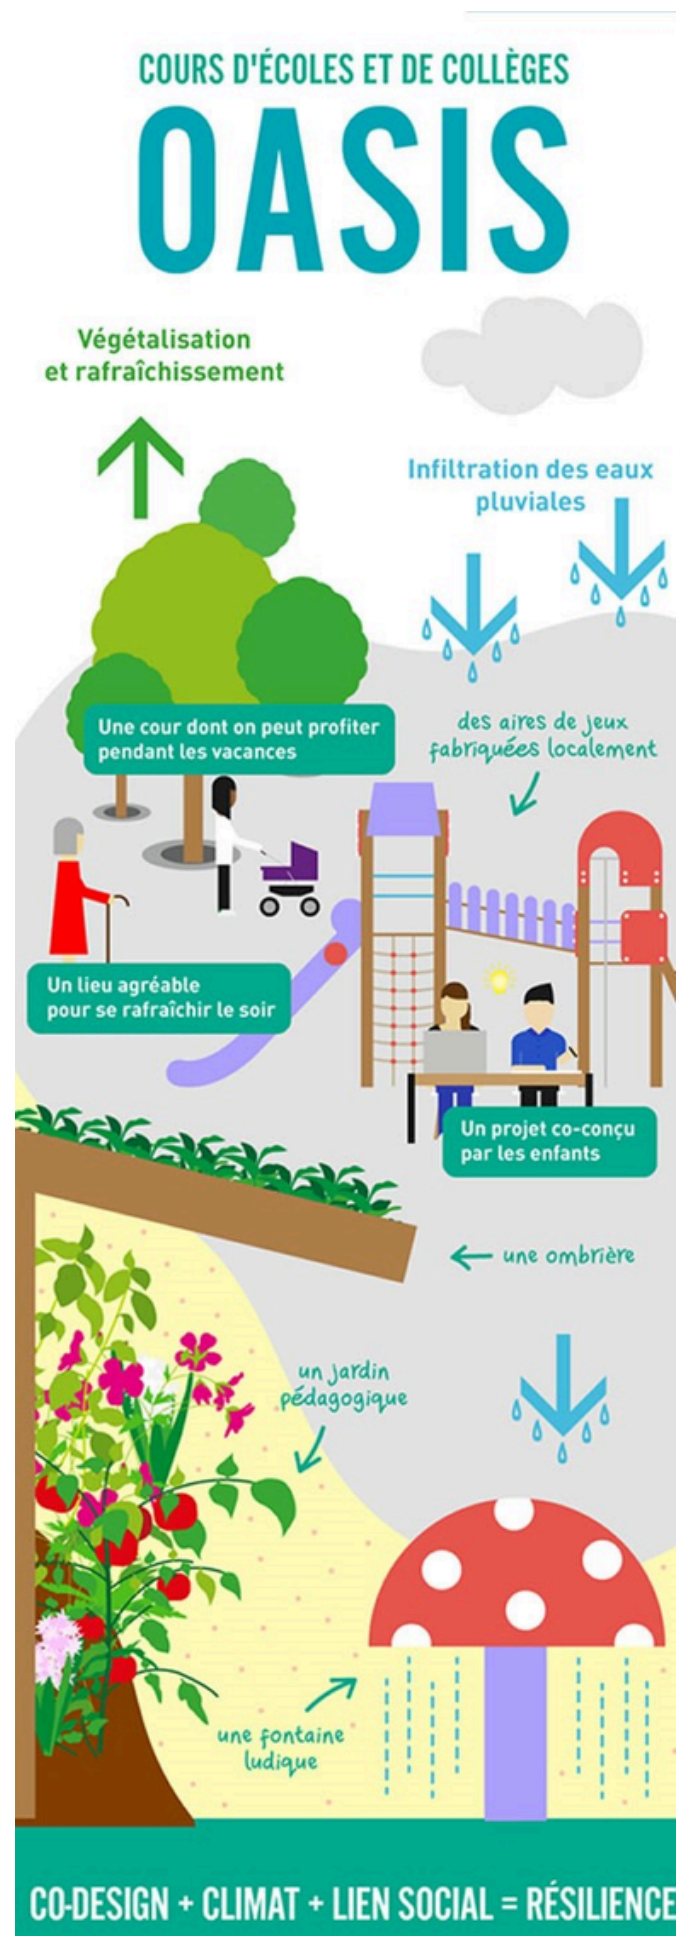 COURS D'ÉCOLES ET DE COLLÈGES
OASIS
Végétalisation
et rafraîchissement
Infiltration des eaux
pluviales
Une cour dont on peut profiter
pendant les vacances
des aires de jeux
fabriquées localement
Un lieu agréable
pour se rafraîchir le soir
Un projet co-conçu
par les enfants
une ombrière
un jardin
pédagogique
une fontaine
ludique
CO-DESIGN + CLIMAT + LIEN SOCIAL = RÉSILIENCE